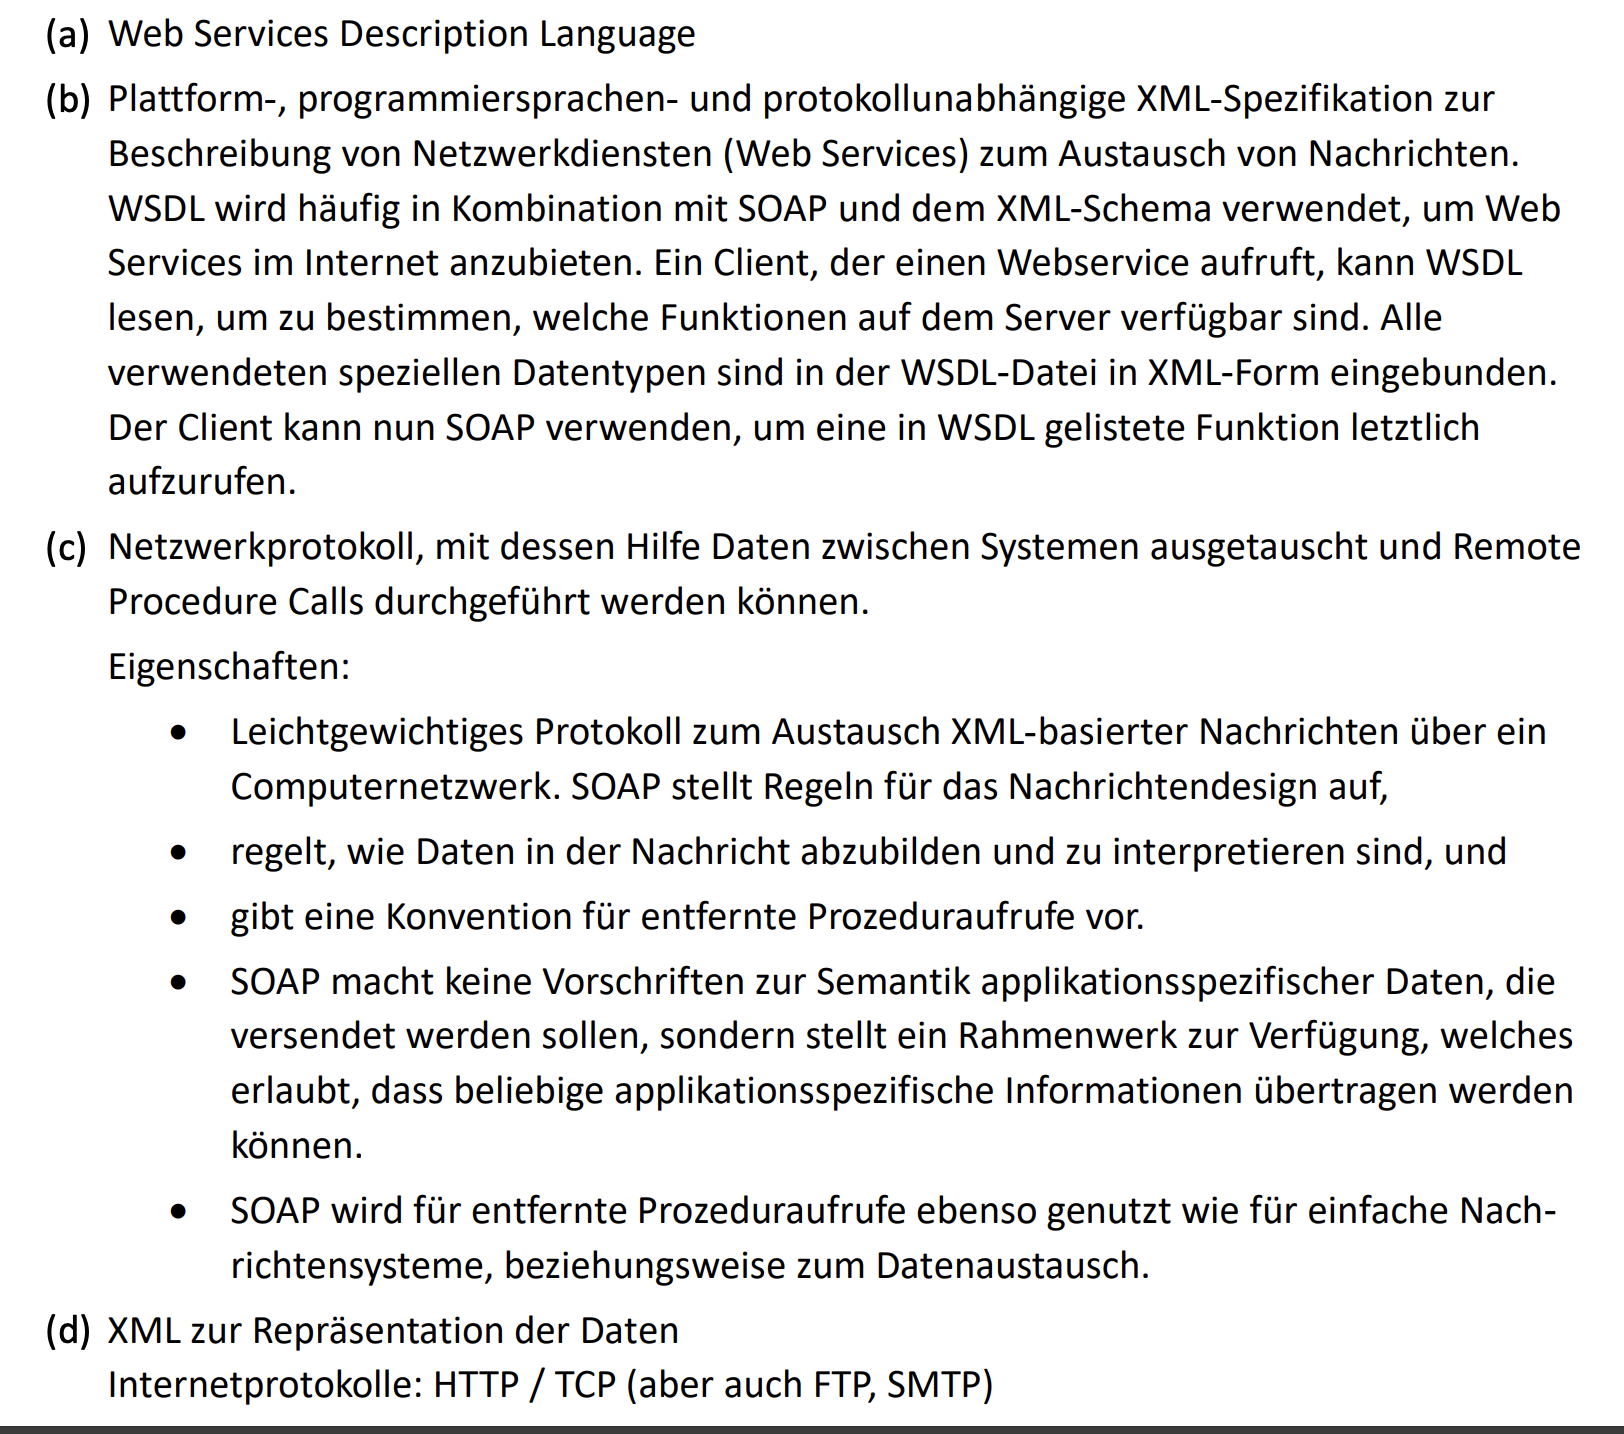 (a) Web Services Description Language
(b) Plattform-, programmiersprachen- und protokollunabhängige XML-Spezifikation zur
Beschreibung von Netzwerkdiensten (Web Services) zum Austausch von Nachrichten.
WSDL wird häufig in Kombination mit SOAP und dem XML-Schema verwendet, um Web
Services im Internet anzubieten. Ein Client, der einen Webservice aufruft, kann WSDL
lesen, um zu bestimmen, welche Funktionen auf dem Server verfügbar sind. Alle
verwendeten speziellen Datentypen sind in der WSDL-Datei in XML-Form eingebunden.
Der Client kann nun SOAP verwenden, um eine in WSDL gelistete Funktion letztlich
aufzurufen.
(c) Netzwerkprotokoll, mit dessen Hilfe Daten zwischen Systemen ausgetauscht und Remote
Procedure Calls durchgeführt werden können.
Eigenschaften:
• Leichtgewichtiges Protokoll zum Austausch XML-basierter Nachrichten über ein
Computernetzwerk. SOAP stellt Regeln für das Nachrichtendesign auf,
• regelt, wie Daten in der Nachricht abzubilden und zu interpretieren sind, und
• gibt eine Konvention für entfernte Prozeduraufrufe vor.
• SOAP macht keine Vorschriften zur Semantik applikationsspezifischer Daten, die
versendet werden sollen, sondern stellt ein Rahmenwerk zur Verfügung, welches
erlaubt, dass beliebige applikationsspezifische Informationen übertragen werden
können.
• SOAP wird für entfernte Prozeduraufrufe ebenso genutzt wie für einfache Nach-
richtensysteme, beziehungsweise zum Datenaustausch.
(d) XML zur Repräsentation der Daten
Internetprotokolle: HTTP / TCP (aber auch FTP, SMTP)